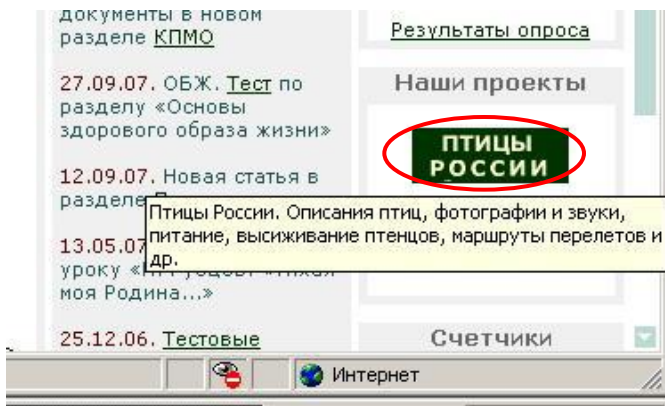 документы в новом
разделе КПМО
27.09.07. ОБЖ. Тест по
разделу «Основы
здорового образа жизни»
12.09.07. Новая статья в
разделе
13.05.07
уроку
моя Родина...»
25.12.06. Тестовые
Результаты опроса
Наши проекты
ПТИЦЫ
РОССИИ
Птицы России. Описания птиц, фотографии и звуки,
питание, высиживание птенцов, маршруты перелетов и
др.
Счетчики
Интернет